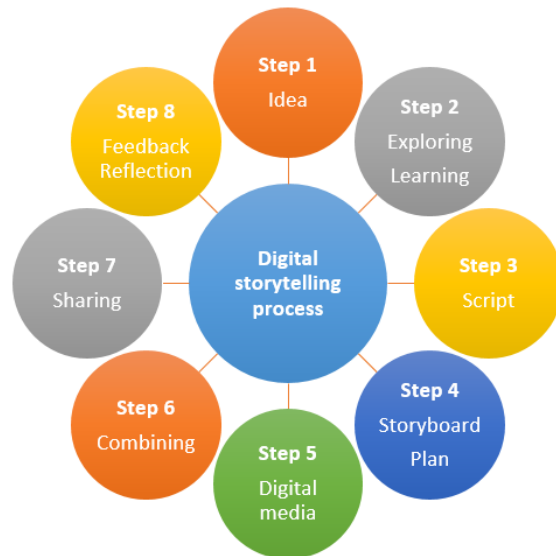 Step 1
Idea
Step 2
Exploring
Learning
Step 3
Script
Step 4
Storyboard
Plan
Step 5
Digital
media
Step 6
Combining
Step 7
Sharing
Step 8
Feedback
Reflection
Digital
storytelling
process